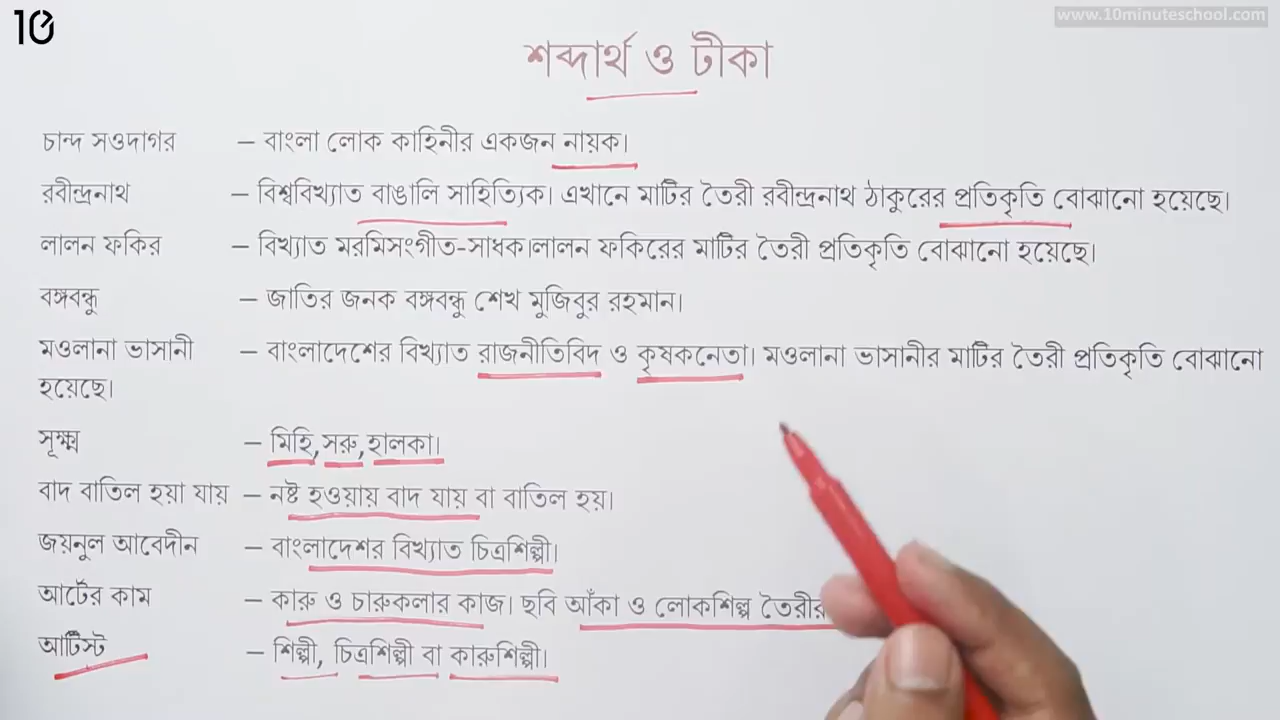 10
www.10minuteschool.com
শব্দার্থ ও টীকা
চান্দ সওদাগর – বাংলা লোক কাহিনীর একজন নায়ক।
রবীন্দ্রনাথ – বিশ্ববিখ্যাত বাঙালি সাহিত্যিক। এখানে মাটির তৈরী রবীন্দ্রনাথ ঠাকুরের প্রতিকৃতি বোঝানো হয়েছে।
লালন ফকির – বিখ্যাত মরমিসংগীত-সাধক।লালন ফকিরের মাটির তৈরী প্রতিকৃতি বোঝানো হয়েছে।
বঙ্গবন্ধু – জাতির জনক বঙ্গবন্ধু শেখ মুজিবুর রহমান।
মওলানা ভাসানী – বাংলাদেশের বিখ্যাত রাজনীতিবিদ ও কৃষকনেতা। মওলানা ভাসানীর মাটির তৈরী প্রতিকৃতি বোঝানো
হয়েছে।
সূক্ষ্ম – মিহি,সরু,হালকা।
বাদ বাতিল হয়া যায় – নষ্ট হওয়ায় বাদ যায় বা বাতিল হয়।
জয়নুল আবেদীন – বাংলাদেশর বিখ্যাত চিত্রশিল্পী।
আর্টের কাম – কারু ও চারুকলার কাজ। ছবি আঁকা ও লোকশিল্প তৈরীর
আর্টিস্ট – শিল্পী, চিত্রশিল্পী বা কারুশিল্পী।